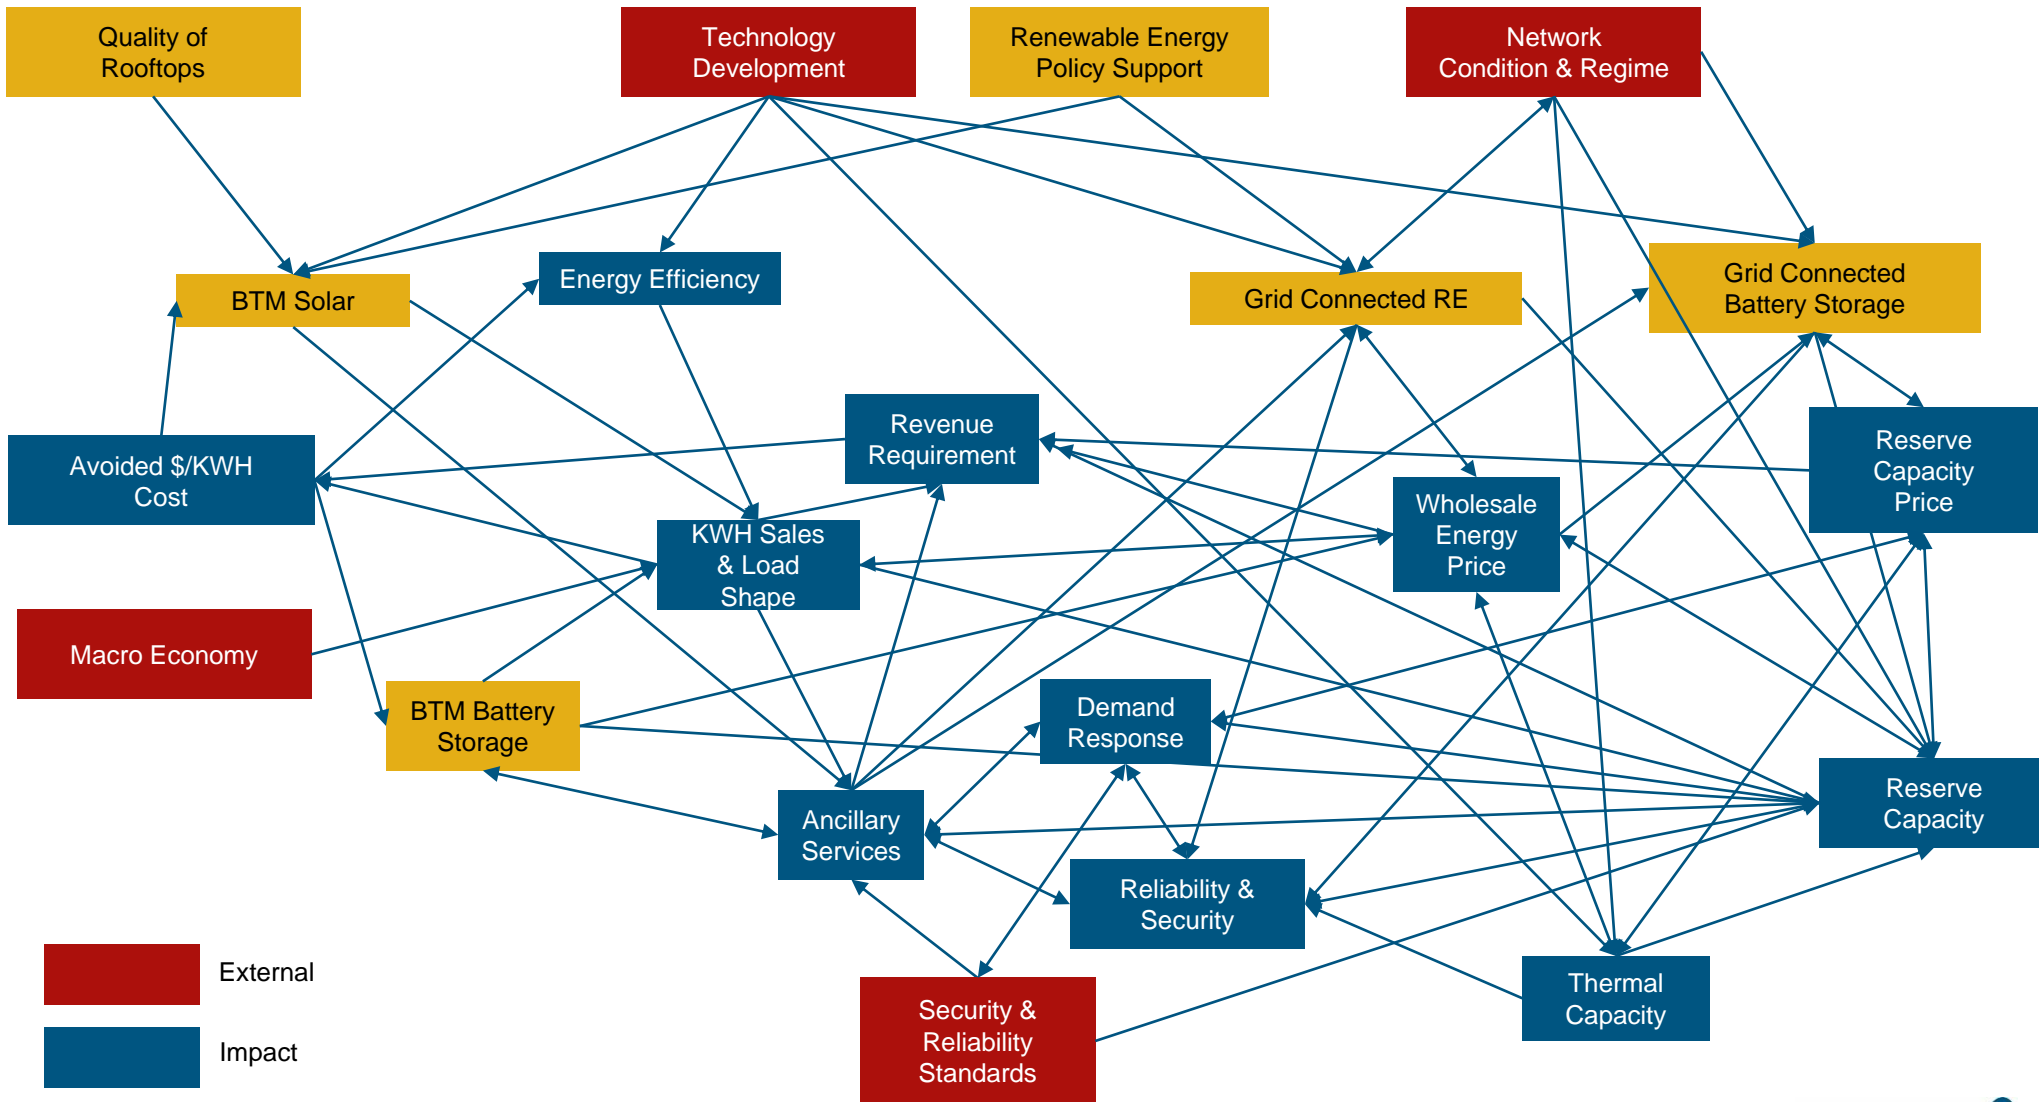 Quality of
Rooftops
Technology
Development
Renewable Energy
Policy Support
Network
Condition & Regime
BTM Solar
Energy Efficiency
Grid Connected RE
Grid Connected
Battery Storage
Avoided $/KWH
Cost
Revenue
Requirement
Reserve
Capacity
Price
KWH Sales
& Load
Shape
Wholesale
Energy
Price
Macro Economy
BTM Battery
Storage
Demand
Response
Ancillary
Services
Reserve
Capacity
Reliability &
Security
Thermal
Capacity
Security &
Reliability
Standards
External
Impact